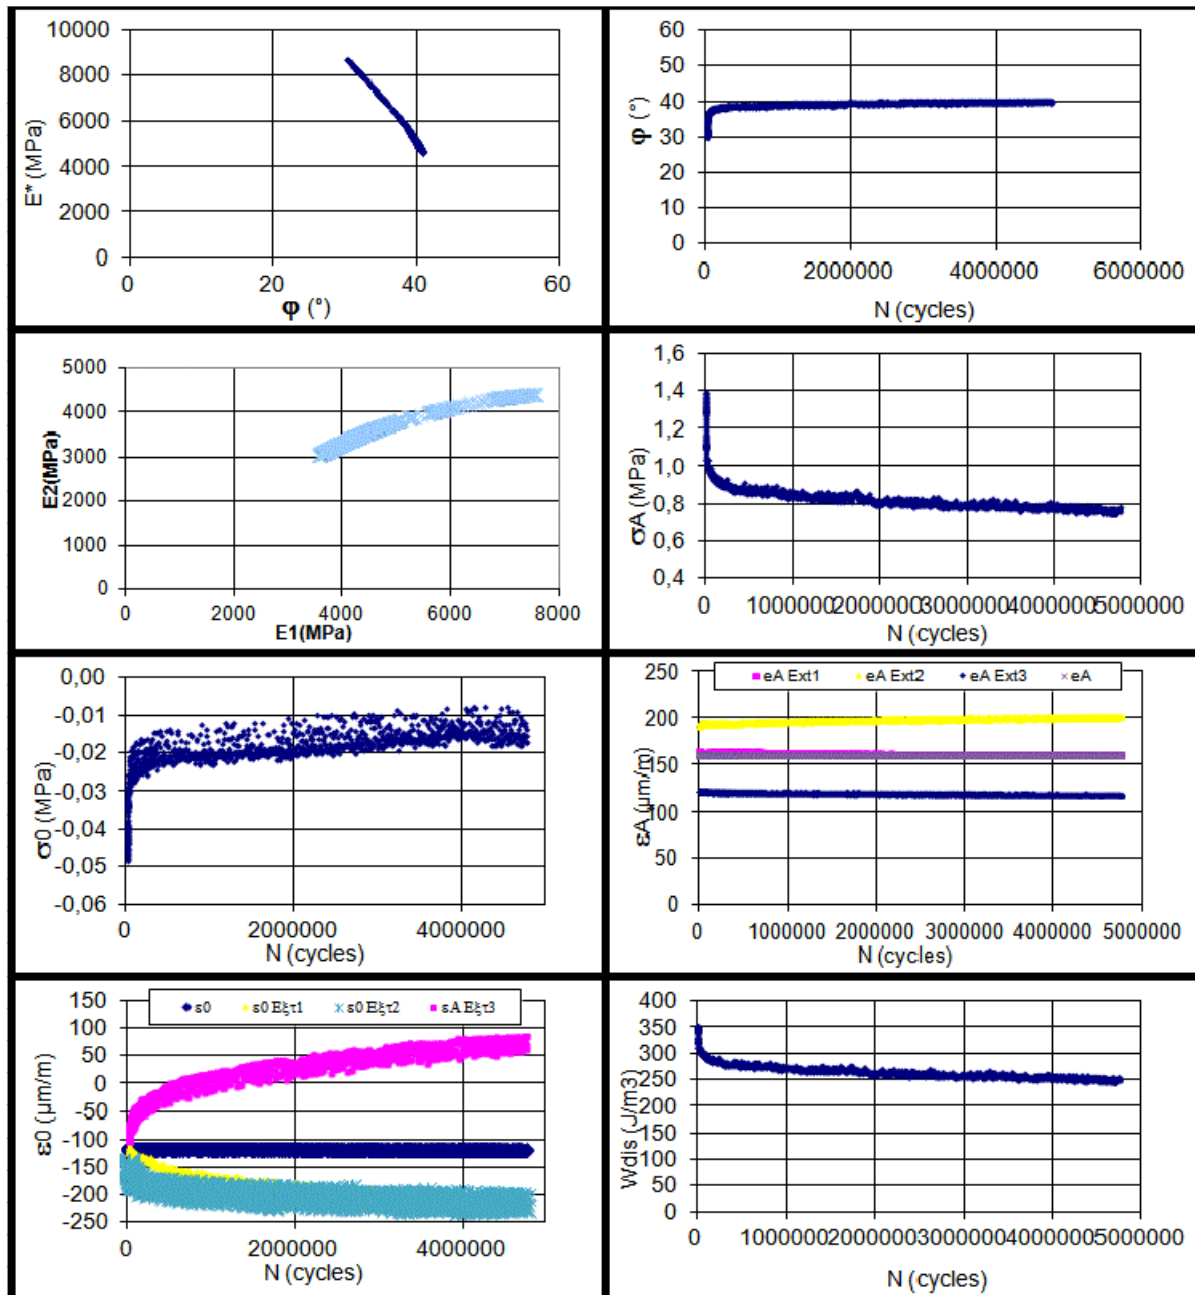 10000
8000
6000
4000
2000
0
E* (MPa)
0 20 40 60
φ (°)
60
50
40
30
20
10
0
φ (°)
0 2000000 4000000 6000000
N (cycles)
5000
4000
3000
2000
1000
0
E2(MPa)
0 2000 4000 6000 8000
E1(MPa)
1,6
1,4
1,2
1,0
0,8
0,6
0,4
σA (MPa)
0 1000000 2000000 3000000 4000000 5000000
N (cycles)
0,00
-0,01
-0,02
-0,03
-0,04
-0,05
-0,06
σ0 (MPa)
0 2000000 4000000
N (cycles)
250
200
150
100
50
0
eA Ext1 eA Ext2 eA Ext3 eA
εA (µm/m)
0 1000000 2000000 3000000 4000000 5000000
N (cycles)
150
100
50
0
-50
-100
-150
-200
-250
s0 s0 Εξτ1 s0 Εξτ2 sA Εξτ3
ε0 (µm/m)
0 2000000 4000000
N (cycles)
400
350
300
250
200
150
100
50
0
Wdis (J/m3)
0 1000000 2000000 3000000 4000000 5000000
N (cycles)